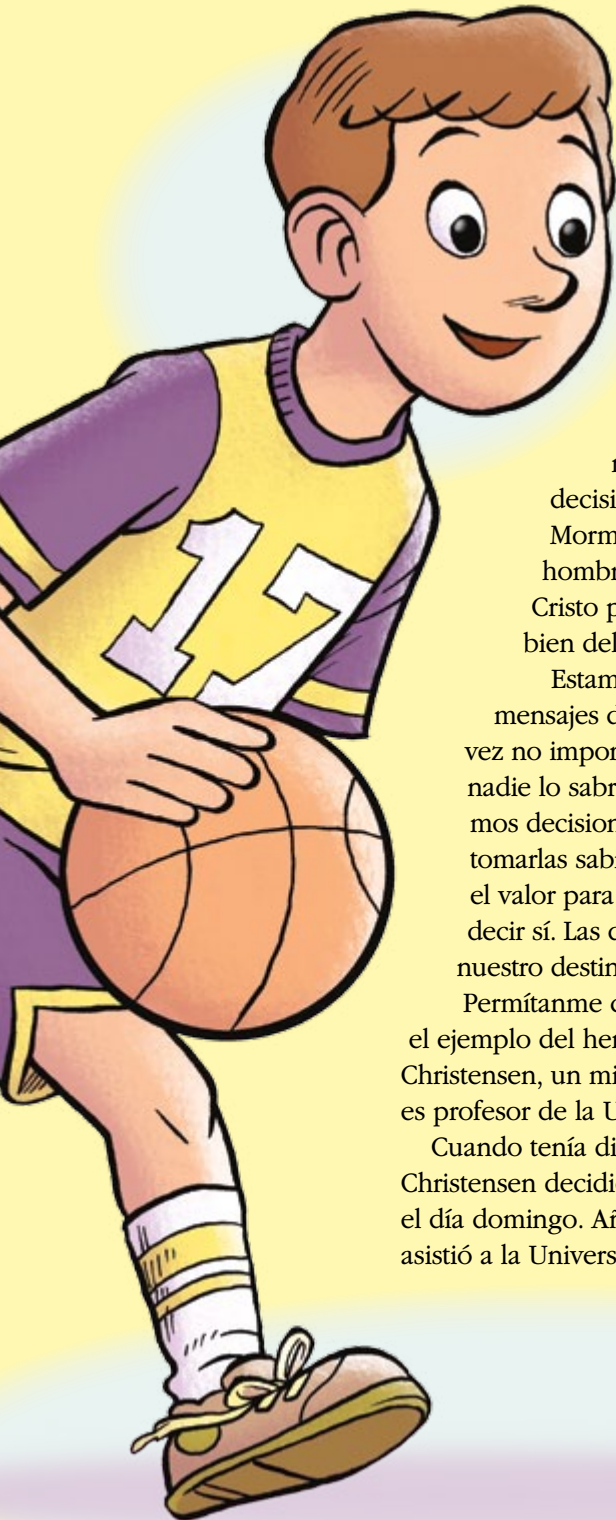 17
decisi
Morm
hombr
Cristo p
bien del
Estam
mensajes d
vez no impor
nadie lo sabr
mos decision
tomarlas sabi
el valor para
decir sí. Las d
nuestro destin
Permítanme c
el ejemplo del her
Christensen, un mi
es profesor de la U
Cuando tenía di
Christensen decidi
el día domingo. Añ
asistió a la Univers